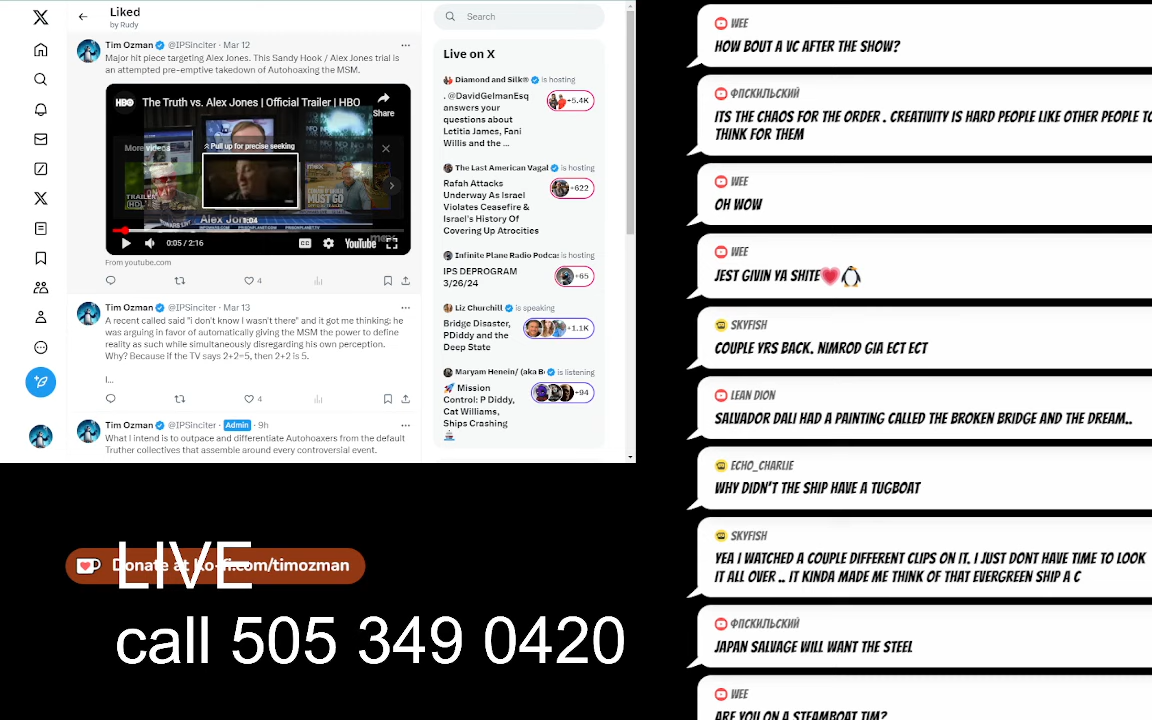 Liked
by Rudy
Tim Ozman @IPSinciter · Mar 12
Major hit piece targeting Alex Jones. This Sandy Hook / Alex Jones trial is
an attempted pre-emptive takedown of Autohoaxing the MSM.
HBO The Truth vs. Alex Jones | Official Trailer | HBO
Share
More videos
Pull up for precise seeking
TRAILER
MUST GO
Alex Jones
1:04
0:05 / 2:16
CC
YouTube
From youtube.com
4
Tim Ozman @IPSinciter · Mar 13
A recent called said "i don't know I wasn't there" and it got me thinking: he
was arguing in favor of automatically giving the MSM the power to define
reality as such while simultaneously disregarding his own perception.
Why? Because if the TV says 2+2=5, then 2+2 is 5.
I...
4
Tim Ozman @IPSinciter · Admin · 9h
What I intend to outpace and differentiate Autohoaxers from the default
Truther collectives that assemble around every controversial event.
Search
Live on X
Diamond and Silk® is hosting
. @DavidGelmanEsq
answers your
questions about
Letitia James, Fani
Willis and the ...
+5.4K
The Last American Vagal is hosting
Rafah Attacks
Underway As Israel
Violates Ceasefire &
Israel's History Of
Covering Up Atrocities
+622
Infinite Plane Radio Podca: is hosting
IPS DEPROGRAM
3/26/24
+65
Liz Churchill is speaking
Bridge Disaster,
PDiddy and the
Deep State
+1.1K
Maryam Henein/ (aka B is listening
🚀 Mission
Control: P Diddy,
Cat Williams,
Ships Crashing
+94
LIVE
Donate at ko-fi.com/timozman
call 505 349 0420
WEE
HOW BOUT A VC AFTER THE SHOW?
ФПСКИЛЬСКИЙ
ITS THE CHAOS FOR THE ORDER . CREATIVITY IS HARD PEOPLE LIKE OTHER PEOPLE TO
THINK FOR THEM
WEE
OH WOW
WEE
JEST GIVIN YA SHITE💗🐧
SKYFISH
COUPLE YRS BACK. NIMROD GIA ECT ECT
LEAN DION
SALVADOR DALI HAD A PAINTING CALLED THE BROKEN BRIDGE AND THE DREAM..
ECHO_CHARLIE
WHY DIDN'T THE SHIP HAVE A TUGBOAT
SKYFISH
YEA I WATCHED A COUPLE DIFFERENT CLIPS ON IT. I JUST DONT HAVE TIME TO LOOK
IT ALL OVER .. IT KINDA MADE ME THINK OF THAT EVERGREEN SHIP A C
ФПСКИЛЬСКИЙ
JAPAN SALVAGE WILL WANT THE STEEL
WEE
ARE YOU ON A STEAMBOAT TIM?